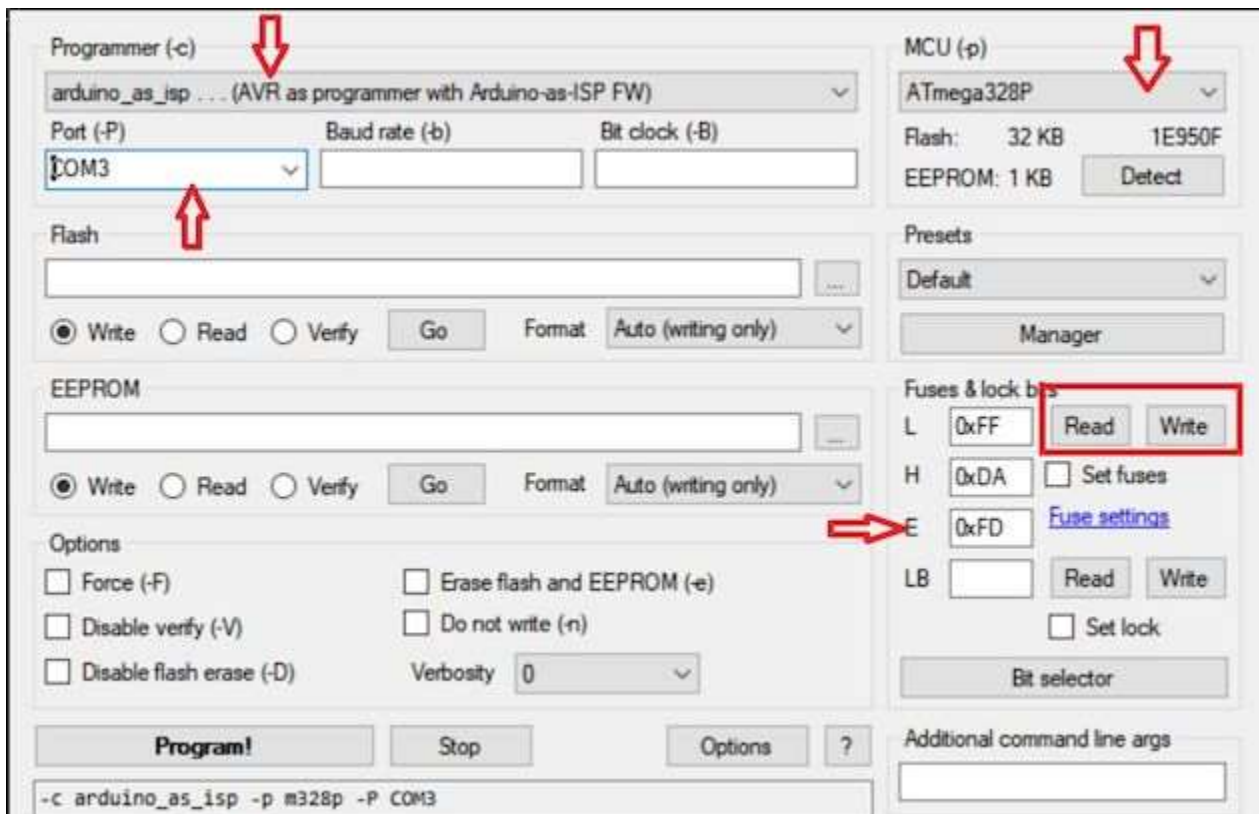 Programmer (-c)
arduino_as_isp . . . (AVR as programmer with Arduino-as-ISP FW)
Port (-P) Baud rate (-b) Bit clock (-B)
COM3
MCU (-p)
ATmega328P
Flash: 32 KB 1E950F
EEPROM: 1 KB Detect
Flash
...
Write Read Verify Go Format Auto (writing only)
Presets
Default
Manager
EEPROM
...
Write Read Verify Go Format Auto (writing only)
Fuses & lock bits
L 0xFF Read Write
H 0xDA Set fuses
E 0xFD Fuse settings
LB Read Write
Set lock
Bit selector
Options
Force (-F) Erase flash and EEPROM (-e)
Disable verify (-V) Do not write (-n)
Disable flash erase (-D) Verbosity 0
Program! Stop Options ?
Additional command line args
-c arduino_as_isp -p m328p -P COM3